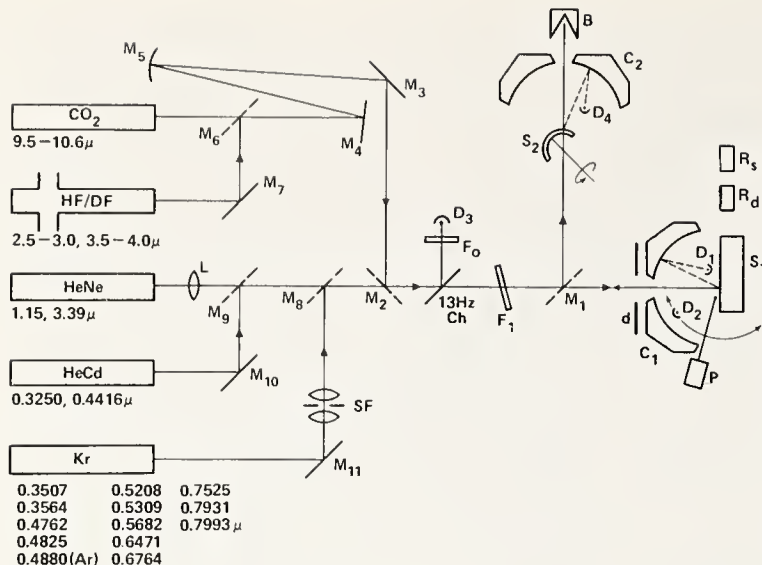 B
C₂
D₄
S₂
M₅
M₃
M₄
CO₂
9.5–10.6μ
M₆
M₇
HF/DF
2.5–3.0, 3.5–4.0μ
HeNe
1.15, 3.39μ
L
M₉
M₈
M₂
D₃
F₀
13Hz
Ch
F₁
M₁
Rₛ
R_d
D₁
D₂
d
C₁
P
HeCd
0.3250, 0.4416μ
M₁₀
SF
Kr
M₁₁
0.3507 0.5208 0.7525
0.3564 0.5309 0.7931
0.4762 0.5682 0.7993 μ
0.4825 0.6471
0.4880(Ar) 0.6764